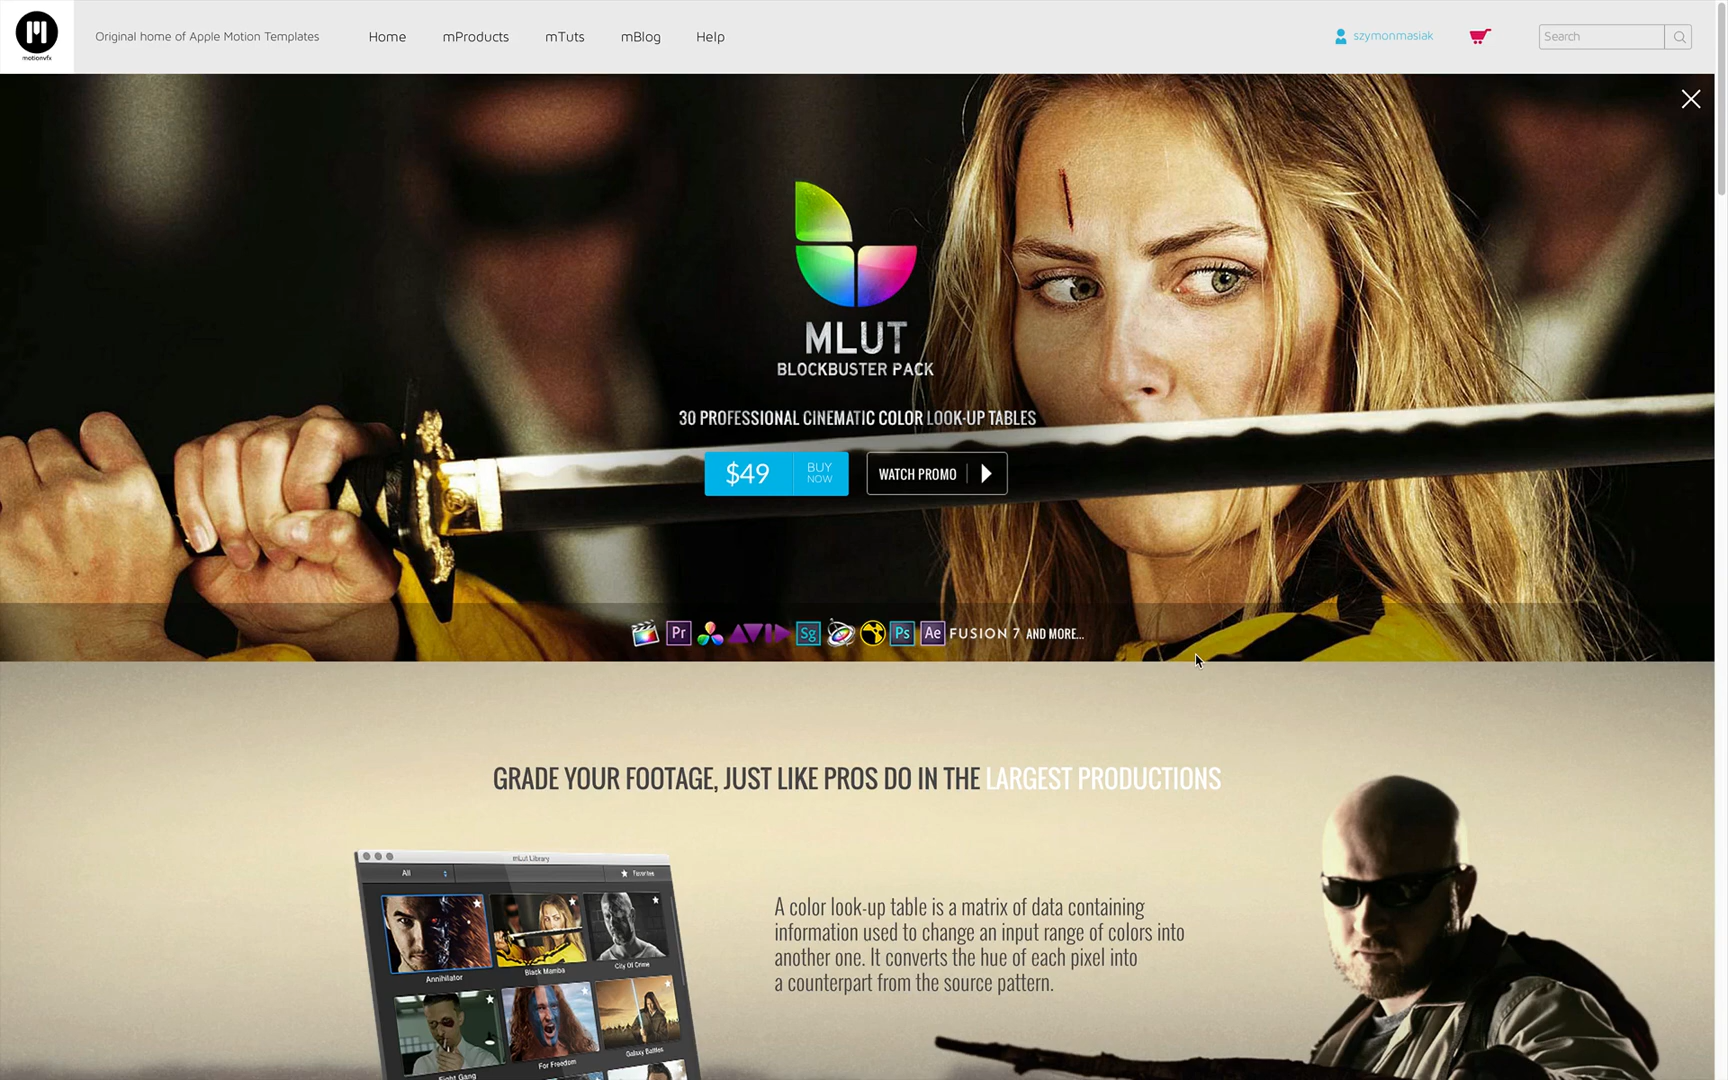 motionvfx
Original home of Apple Motion Templates
Home
mProducts
mTuts
mBlog
Help
szymonmasiak
Search
MLUT
BLOCKBUSTER PACK
30 PROFESSIONAL CINEMATIC COLOR LOOK-UP TABLES
$49
BUY
NOW
WATCH PROMO
Pr
AVID
Sg
Ps
Ae
FUSION 7 AND MORE...
GRADE YOUR FOOTAGE, JUST LIKE PROS DO IN THE LARGEST PRODUCTIONS
mLut Library
All
Favorites
Annihilator
Black Mamba
City Of Crime
For Freedom
Galaxy Battles
Fight Gang
A color look-up table is a matrix of data containing
information used to change an input range of colors into
another one. It converts the hue of each pixel into
a counterpart from the source pattern.